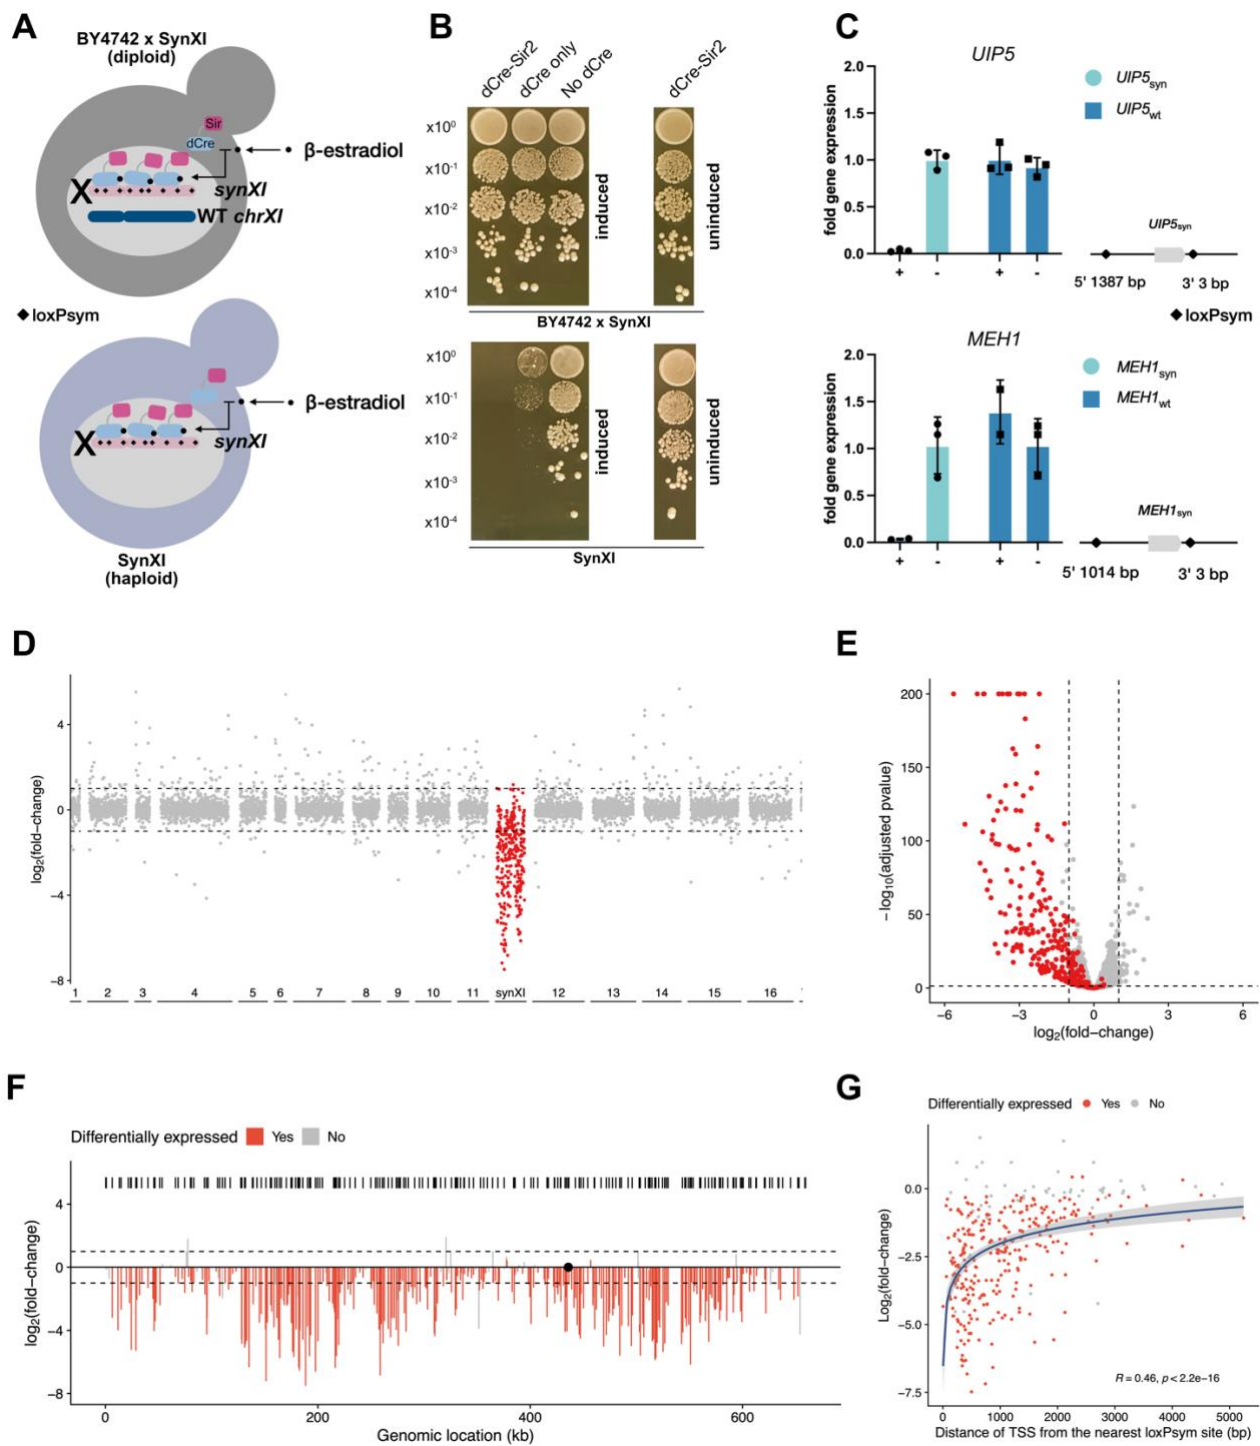 A
BY4742 x SynXI
(diploid)
Sir
dCre
β-estradiol
X
synXI
WT chrXI
loxPsym
β-estradiol
X
synXI
SynXI
(haploid)
B
dCre-Sir2
dCre only
No dCre
dCre-Sir2
x10⁰
x10⁻¹
x10⁻²
x10⁻³
x10⁻⁴
induced
uninduced
BY4742 x SynXI
x10⁰
x10⁻¹
x10⁻²
x10⁻³
x10⁻⁴
induced
uninduced
SynXI
C
UIP5
fold gene expression
2.0
1.5
1.0
0.5
0.0
+ - + -
UIP5syn
UIP5wt
UIP5syn
5' 1387 bp 3' 3 bp
loxPsym
MEH1
fold gene expression
2.0
1.5
1.0
0.5
0.0
+ - + -
MEH1syn
MEH1wt
MEH1syn
5' 1014 bp 3' 3 bp
D
log₂(fold−change)
4
0
−4
−8
1 2 3 4 5 6 7 8 9 10 11 synXI 12 13 14 15 16
E
−log₁₀(adjusted pvalue)
200
150
100
50
0
−6 −3 0 3 6
log₂(fold−change)
F
Differentially expressed Yes No
log₂(fold−change)
4
0
−4
−8
0 200 400 600
Genomic location (kb)
G
Differentially expressed Yes No
Log₂(fold−change)
0.0
−2.5
−5.0
−7.5
R = 0.46, p < 2.2e−16
0 1000 2000 3000 4000 5000
Distance of TSS from the nearest loxPsym site (bp)